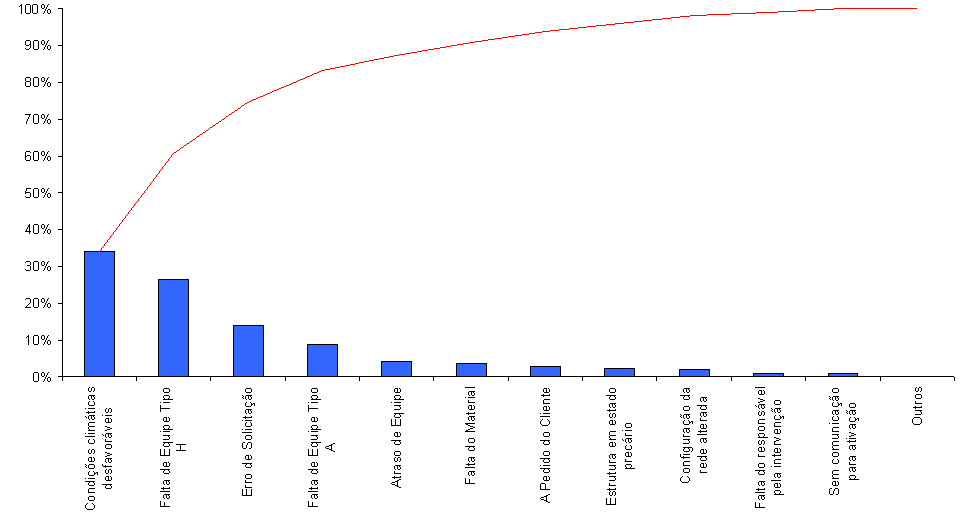 100%
90%
80%
70%
60%
50%
40%
30%
20%
10%
0%
Condições climáticas
desfavoráveis
Falta de Equipe Tipo
H
Erro de Solicitação
Falta de Equipe Tipo
A
Atraso de Equipe
Falta do Material
A Pedido do Cliente
Estrutura em estado
precário
Configuração da
rede alterada
Falta do responsável
pela intervenção
Sem comunicação
para ativação
Outros